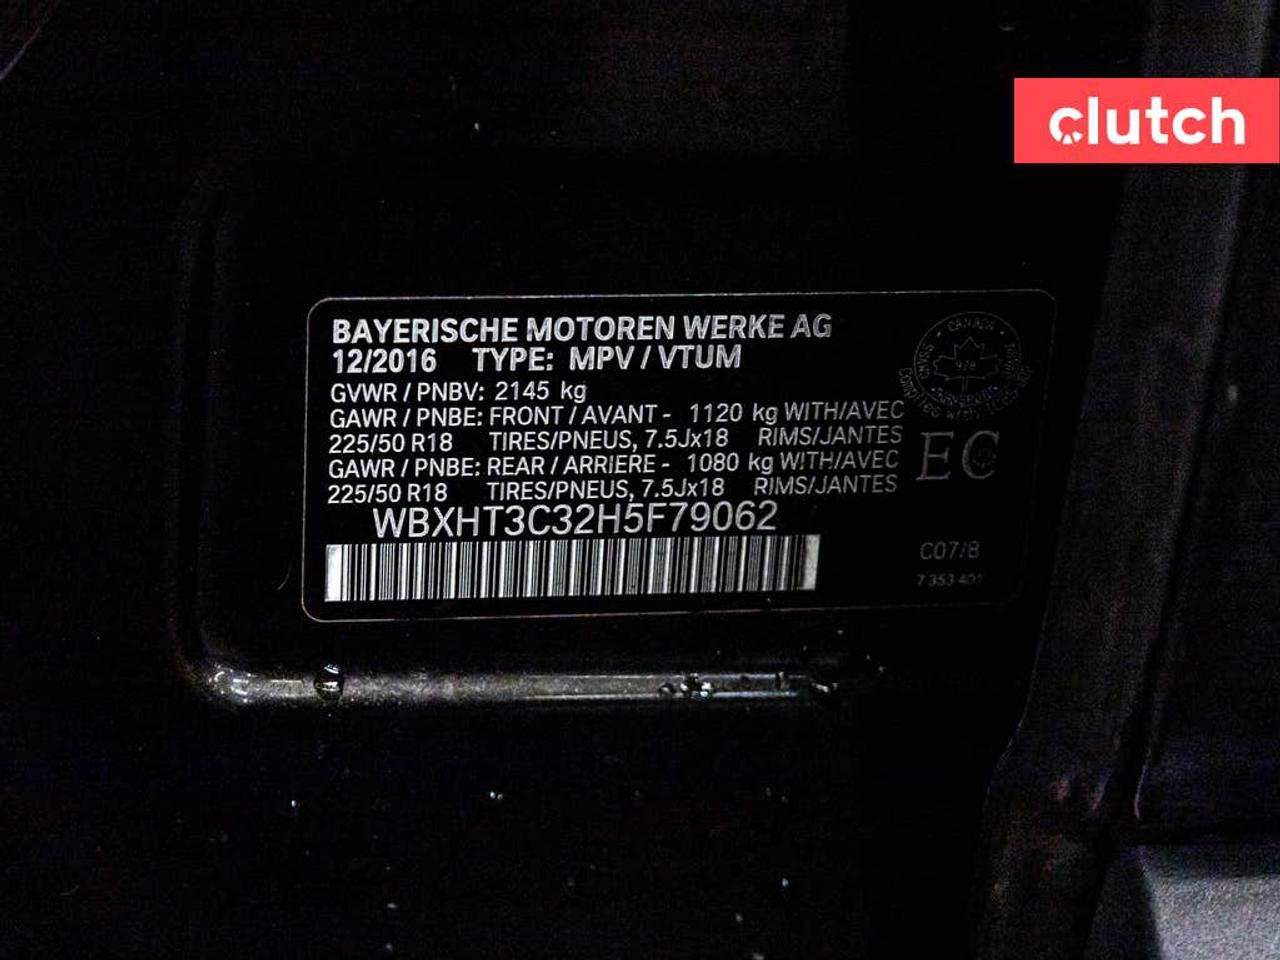 clutch
BAYERISCHE MOTOREN WERKE AG
12/2016 TYPE: MPV / VTUM
GVWR / PNBV: 2145 kg
GAWR / PNBE: FRONT / AVANT - 1120 kg WITH/AVEC
225/50 R18 TIRES/PNEUS, 7.5Jx18 RIMS/JANTES
GAWR / PNBE: REAR / ARRIERE - 1080 kg WITH/AVEC
225/50 R18 TIRES/PNEUS, 7.5Jx18 RIMS/JANTES
WBXHT3C32H5F79062
CANADA
EC
C07/8
7 353 401